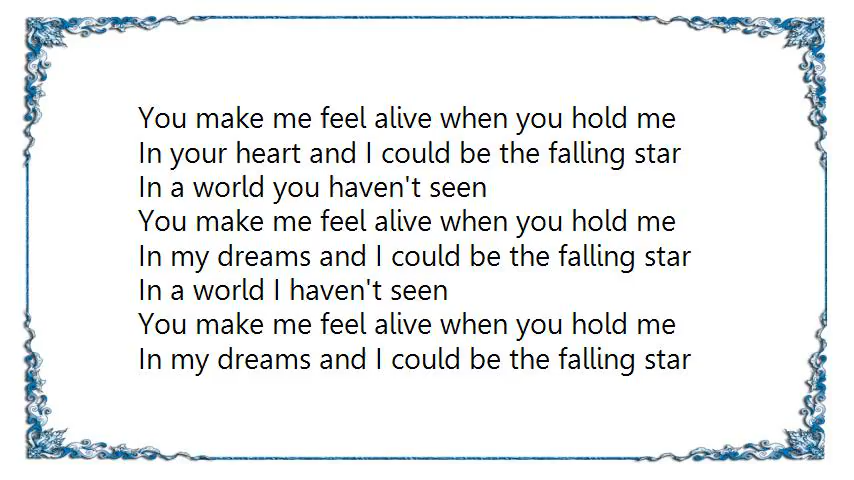 You make me feel alive when you hold me
In your heart and I could be the falling star
In a world you haven't seen
You make me feel alive when you hold me
In my dreams and I could be the falling star
In a world I haven't seen
You make me feel alive when you hold me
In my dreams and I could be the falling star